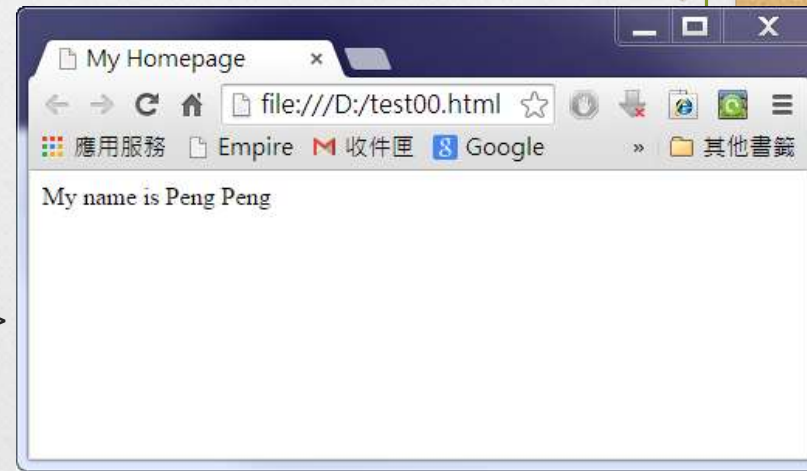 My Homepage
file:///D:/test00.html
應用服務 Empire 收件匣 Google » 其他書籤
My name is Peng Peng
>